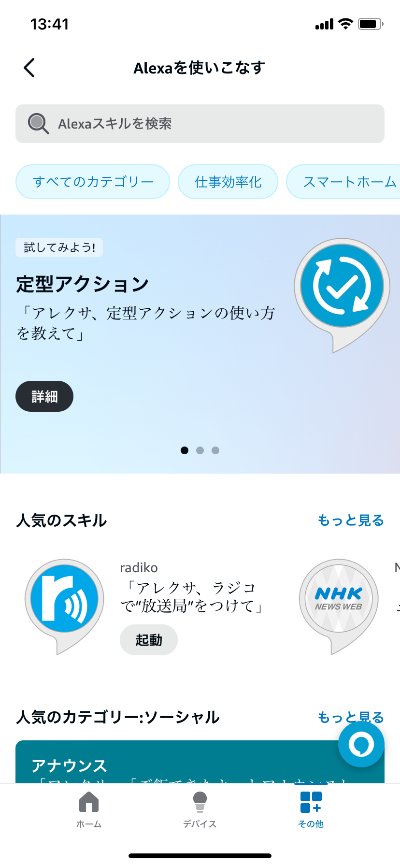 13:41
Alexaを使いこなす
Alexaスキルを検索
すべてのカテゴリー 仕事効率化 スマートホーム
試してみよう!
定型アクション
「アレクサ、定型アクションの使い方
を教えて」
詳細
人気のスキル もっと見る
radiko
「アレクサ、ラジコ
で"放送局"をつけて」
起動
NHK
NEWS WEB
N
人気のカテゴリー:ソーシャル もっと見る
アナウンス
ホーム デバイス その他